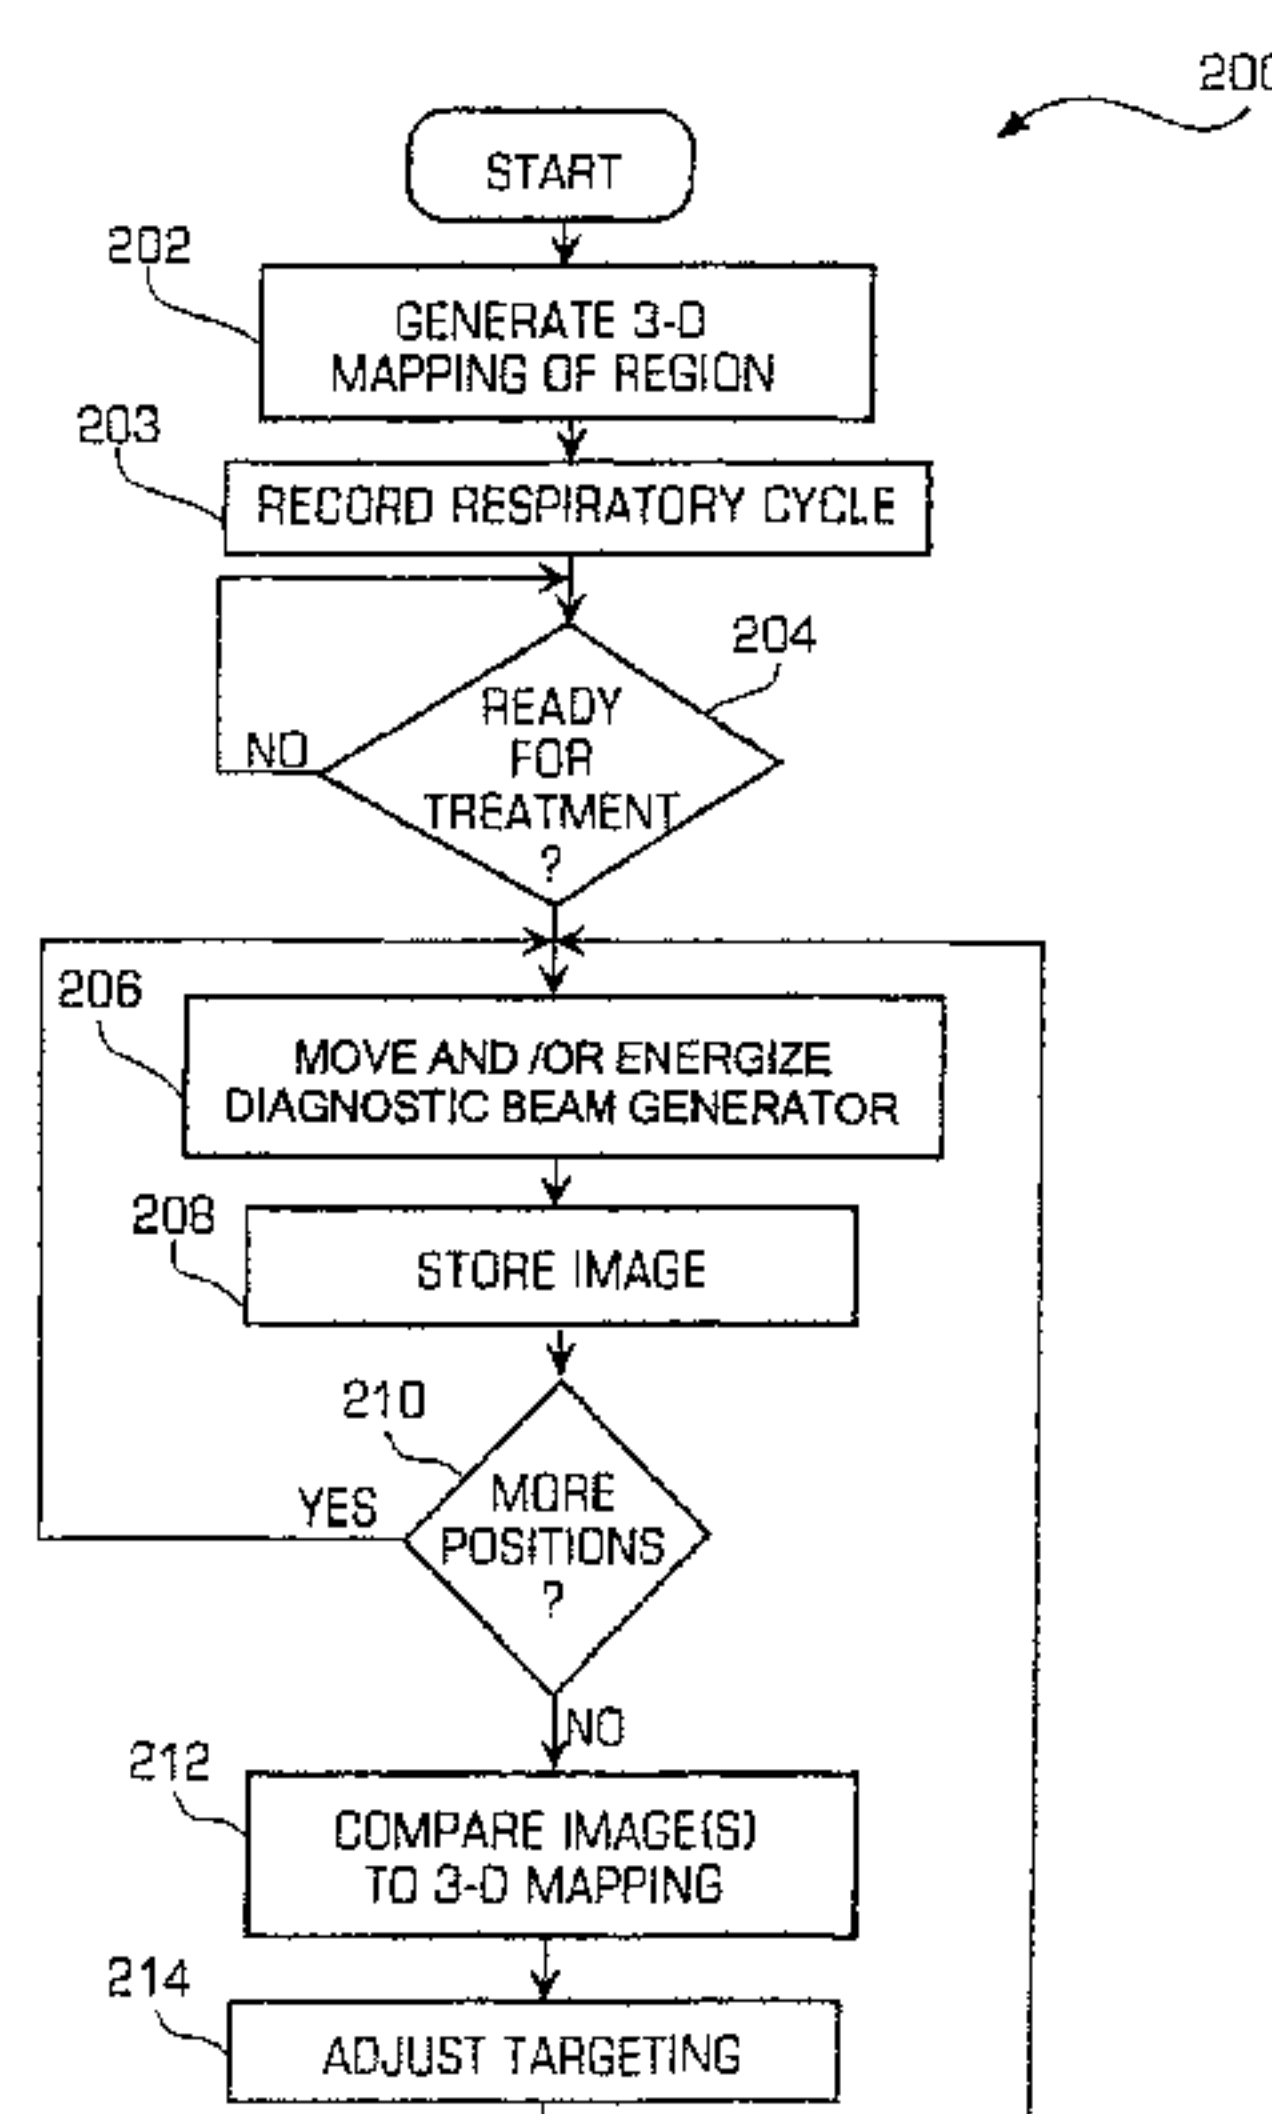 200
START
202
GENERATE 3-D
MAPPING OF REGION
203
RECORD RESPIRATORY CYCLE
204
READY
FOR
TREATMENT
?
NO
206
MOVE AND /OR ENERGIZE
DIAGNOSTIC BEAM GENERATOR
208
STORE IMAGE
210
MORE
POSITIONS
?
YES
NO
212
COMPARE IMAGE(S)
TO 3-D MAPPING
214
ADJUST TARGETING